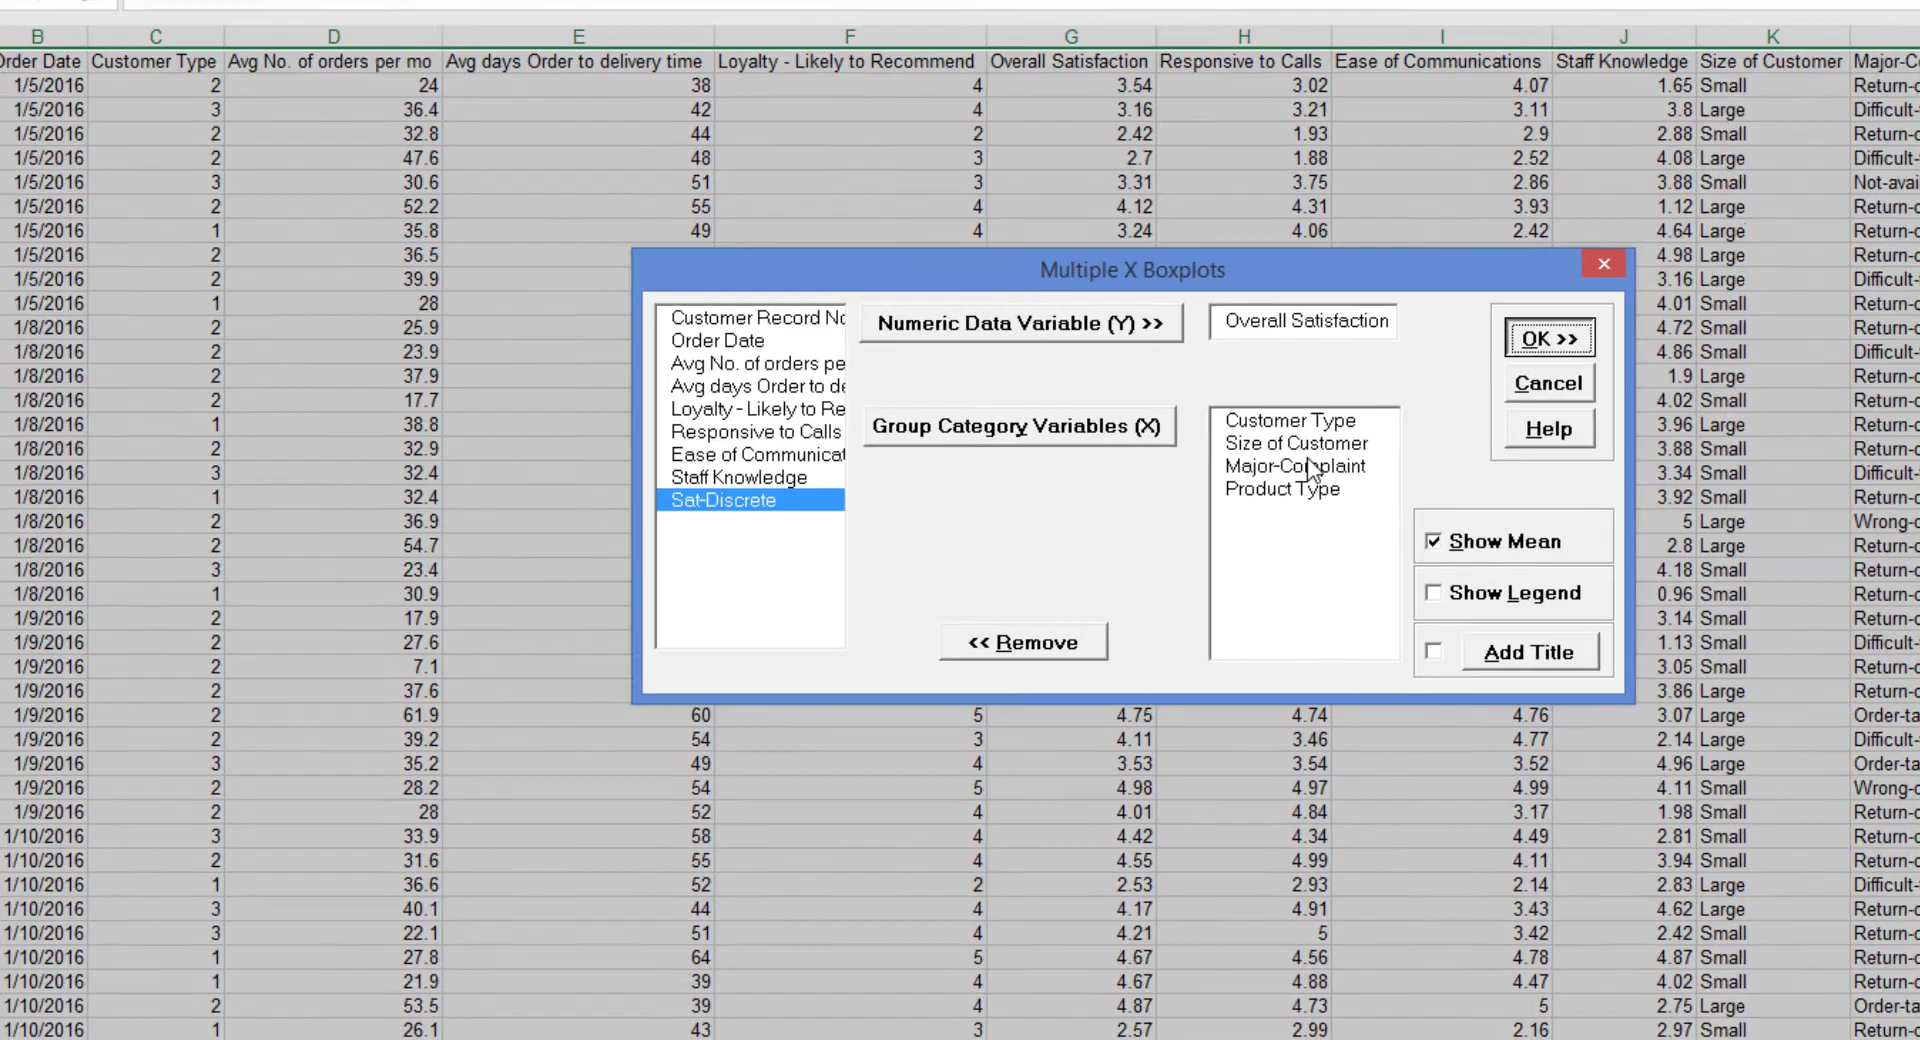 B C D E F G H I J K
Order Date Customer Type Avg No. of orders per mo Avg days Order to delivery time Loyalty - Likely to Recommend Overall Satisfaction Responsive to Calls Ease of Communications Staff Knowledge Size of Customer Major-C
1/5/2016 2 24 38 4 3.54 3.02 4.07 1.65 Small Return-c
1/5/2016 3 36.4 42 4 3.16 3.21 3.11 3.8 Large Difficult-
1/5/2016 2 32.8 44 2 2.42 1.93 2.9 2.88 Small Return-c
1/5/2016 2 47.6 48 3 2.7 1.88 2.52 4.08 Large Difficult-
1/5/2016 3 30.6 51 3 3.31 3.75 2.86 3.88 Small Not-avai
1/5/2016 2 52.2 55 4 4.12 4.31 3.93 1.12 Large Return-c
1/5/2016 1 35.8 49 4 3.24 4.06 2.42 4.64 Large Return-c
1/5/2016 2 36.5 4.98 Large Return-c
1/5/2016 2 39.9 3.16 Large Difficult-
1/5/2016 1 28 4.01 Small Return-c
1/8/2016 2 25.9 4.72 Small Return-c
1/8/2016 2 23.9 4.86 Small Difficult-
1/8/2016 2 37.9 1.9 Large Return-c
1/8/2016 2 17.7 4.02 Small Return-c
1/8/2016 1 38.8 3.96 Large Return-c
1/8/2016 2 32.9 3.88 Small Return-c
1/8/2016 3 32.4 3.34 Small Difficult-
1/8/2016 1 32.4 3.92 Small Return-c
1/8/2016 2 36.9 5 Large Wrong-c
1/8/2016 2 54.7 2.8 Large Return-c
1/8/2016 3 23.4 4.18 Small Return-c
1/8/2016 1 30.9 0.96 Small Return-c
1/9/2016 2 17.9 3.14 Small Return-c
1/9/2016 2 27.6 1.13 Small Difficult-
1/9/2016 2 7.1 3.05 Small Return-c
1/9/2016 2 37.6 3.86 Large Return-c
1/9/2016 2 61.9 60 5 4.75 4.74 4.76 3.07 Large Order-ta
1/9/2016 2 39.2 54 3 4.11 3.46 4.77 2.14 Large Difficult-
1/9/2016 3 35.2 49 4 3.53 3.54 3.52 4.96 Large Order-ta
1/9/2016 2 28.2 54 5 4.98 4.97 4.99 4.11 Small Wrong-c
1/9/2016 2 28 52 4 4.01 4.84 3.17 1.98 Small Return-c
1/10/2016 3 33.9 58 4 4.42 4.34 4.49 2.81 Small Return-c
1/10/2016 2 31.6 55 4 4.55 4.99 4.11 3.94 Small Return-c
1/10/2016 1 36.6 52 2 2.53 2.93 2.14 2.83 Large Difficult-
1/10/2016 3 40.1 44 4 4.17 4.91 3.43 4.62 Large Return-c
1/10/2016 3 22.1 51 4 4.21 5 3.42 2.42 Small Return-c
1/10/2016 1 27.8 64 5 4.67 4.56 4.78 4.87 Small Return-c
1/10/2016 1 21.9 39 4 4.67 4.88 4.47 4.02 Small Return-c
1/10/2016 2 53.5 39 4 4.87 4.73 5 2.75 Large Order-ta
1/10/2016 1 26.1 43 3 2.57 2.99 2.16 2.97 Small Return-c
Multiple X Boxplots
Customer Record No
Order Date
Avg No. of orders pe
Avg days Order to de
Loyalty - Likely to Re
Responsive to Calls
Ease of Communicat
Staff Knowledge
Sat-Discrete
Numeric Data Variable (Y) >>
Group Category Variables (X)
<< Remove
Overall Satisfaction
Customer Type
Size of Customer
Major-Complaint
Product Type
OK >>
Cancel
Help
Show Mean
Show Legend
Add Title